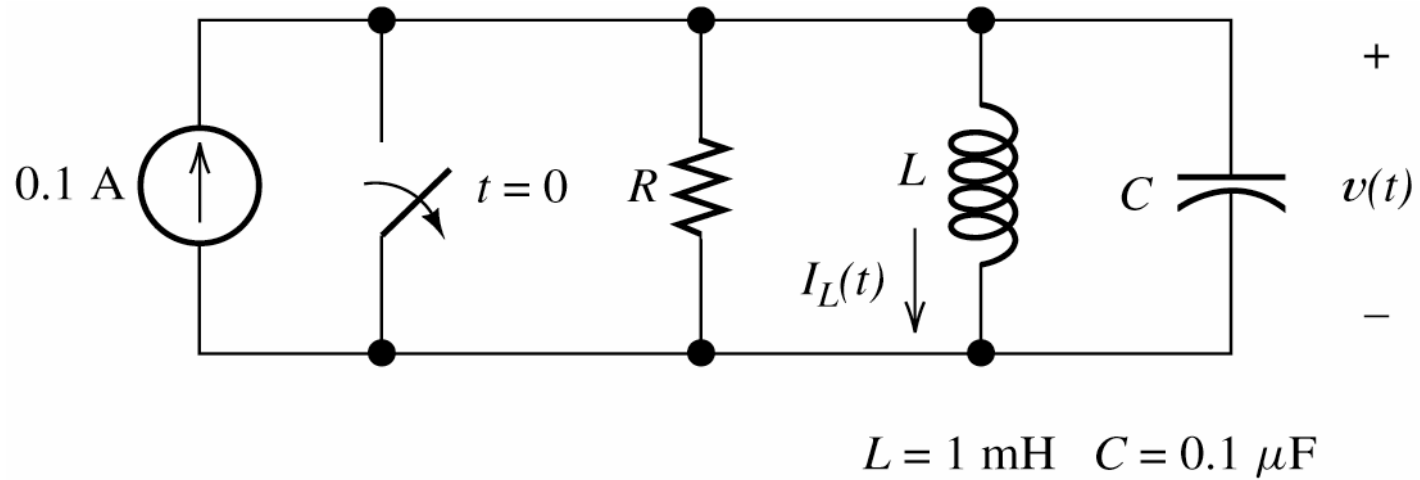 +
0.1 A
t = 0
R
L
C
v(t)
I_L(t)
−
L = 1 mH C = 0.1 μF